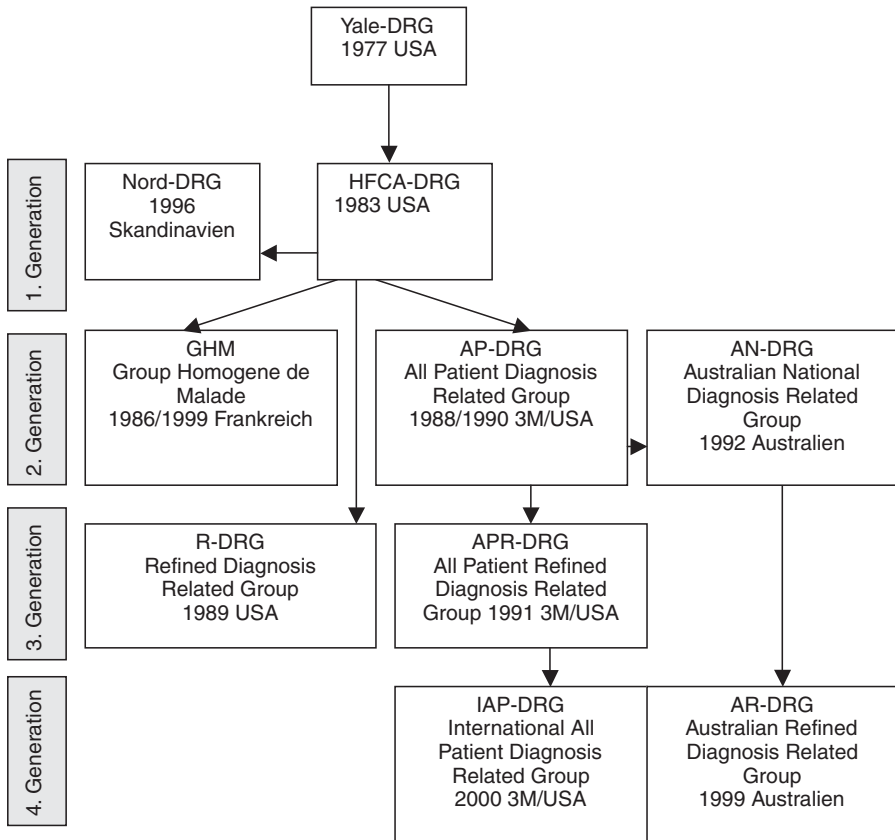 Yale-DRG
1977 USA
1. Generation
Nord-DRG
1996
Skandinavien
HFCA-DRG
1983 USA
2. Generation
GHM
Group Homogene de
Malade
1986/1999 Frankreich
AP-DRG
All Patient Diagnosis
Related Group
1988/1990 3M/USA
AN-DRG
Australian National
Diagnosis Related
Group
1992 Australien
3. Generation
R-DRG
Refined Diagnosis
Related Group
1989 USA
APR-DRG
All Patient Refined
Diagnosis Related
Group 1991 3M/USA
4. Generation
IAP-DRG
International All
Patient Diagnosis
Related Group
2000 3M/USA
AR-DRG
Australian Refined
Diagnosis Related
Group
1999 Australien